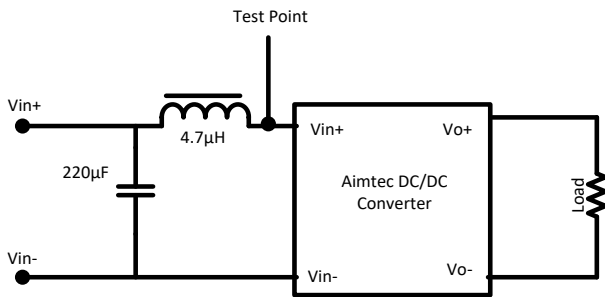 Test Point
Vin+
4.7µH
Vin+
Vo+
220µF
Aimtec DC/DC
Converter
Load
Vin-
Vin-
Vo-